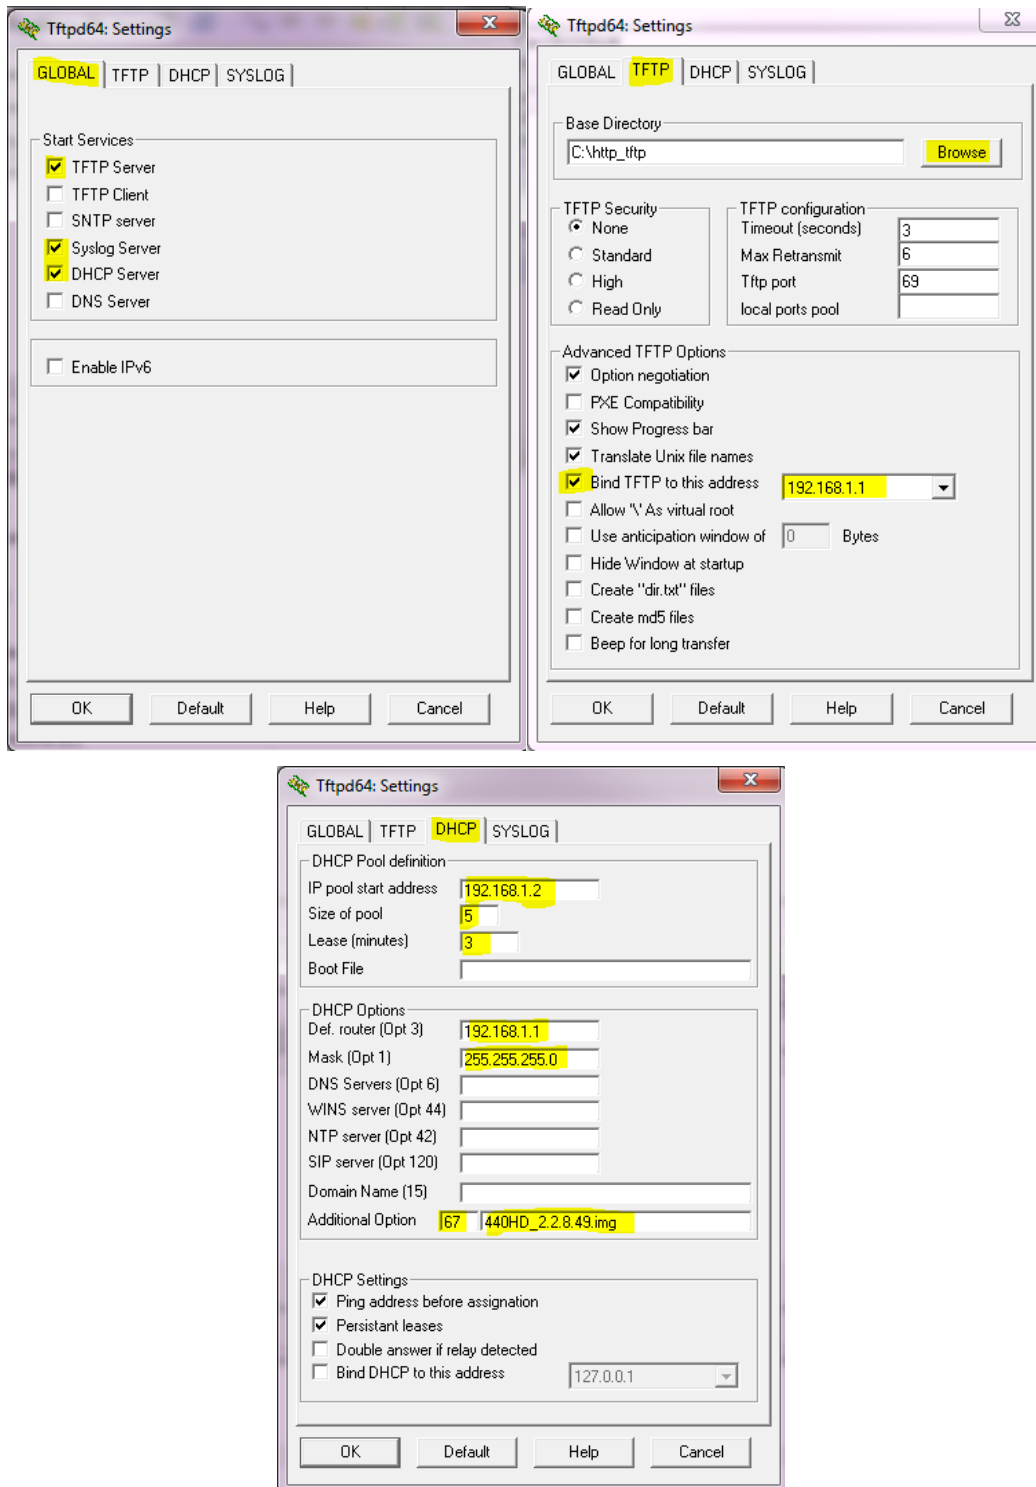 Tftpd64: Settings
GLOBAL TFTP DHCP SYSLOG
Start Services
TFTP Server
TFTP Client
SNTP server
Syslog Server
DHCP Server
DNS Server
Enable IPv6
OK Default Help Cancel
Tftpd64: Settings
GLOBAL TFTP DHCP SYSLOG
Base Directory
C:\http_tftp Browse
TFTP Security
None
Standard
High
Read Only
TFTP configuration
Timeout (seconds) 3
Max Retransmit 6
Tftp port 69
local ports pool
Advanced TFTP Options
Option negotiation
PXE Compatibility
Show Progress bar
Translate Unix file names
Bind TFTP to this address 192.168.1.1
Allow '\' As virtual root
Use anticipation window of 0 Bytes
Hide Window at startup
Create "dir.txt" files
Create md5 files
Beep for long transfer
OK Default Help Cancel
Tftpd64: Settings
GLOBAL TFTP DHCP SYSLOG
DHCP Pool definition
IP pool start address 192.168.1.2
Size of pool 5
Lease (minutes) 3
Boot File
DHCP Options
Def. router (Opt 3) 192.168.1.1
Mask (Opt 1) 255.255.255.0
DNS Servers (Opt 6)
WINS server (Opt 44)
NTP server (Opt 42)
SIP server (Opt 120)
Domain Name (15)
Additional Option 67 440HD_2.2.8.49.img
DHCP Settings
Ping address before assignation
Persistant leases
Double answer if relay detected
Bind DHCP to this address 127.0.0.1
OK Default Help Cancel